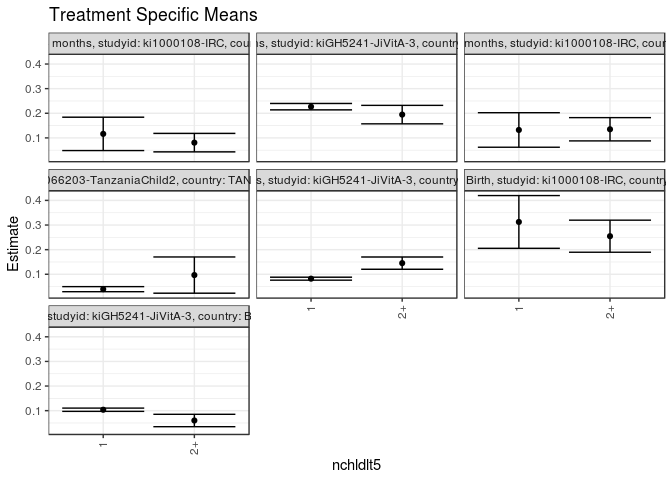 Treatment Specific Means
months, studyid: ki1000108-IRC, cou
s, studyid: kiGH5241-JiVitA-3, country
months, studyid: ki1000108-IRC, cour
0.4
0.3
0.2
0.1
66203-TanzaniaChild2, country: TAN
s, studyid: kiGH5241-JiVitA-3, country
Birth, studyid: ki1000108-IRC, country
0.4
0.3
0.2
0.1
Estimate
1
2+
1
2+
studyid: kiGH5241-JiVitA-3, country: B
0.4
0.3
0.2
0.1
1
2+
nchldlt5